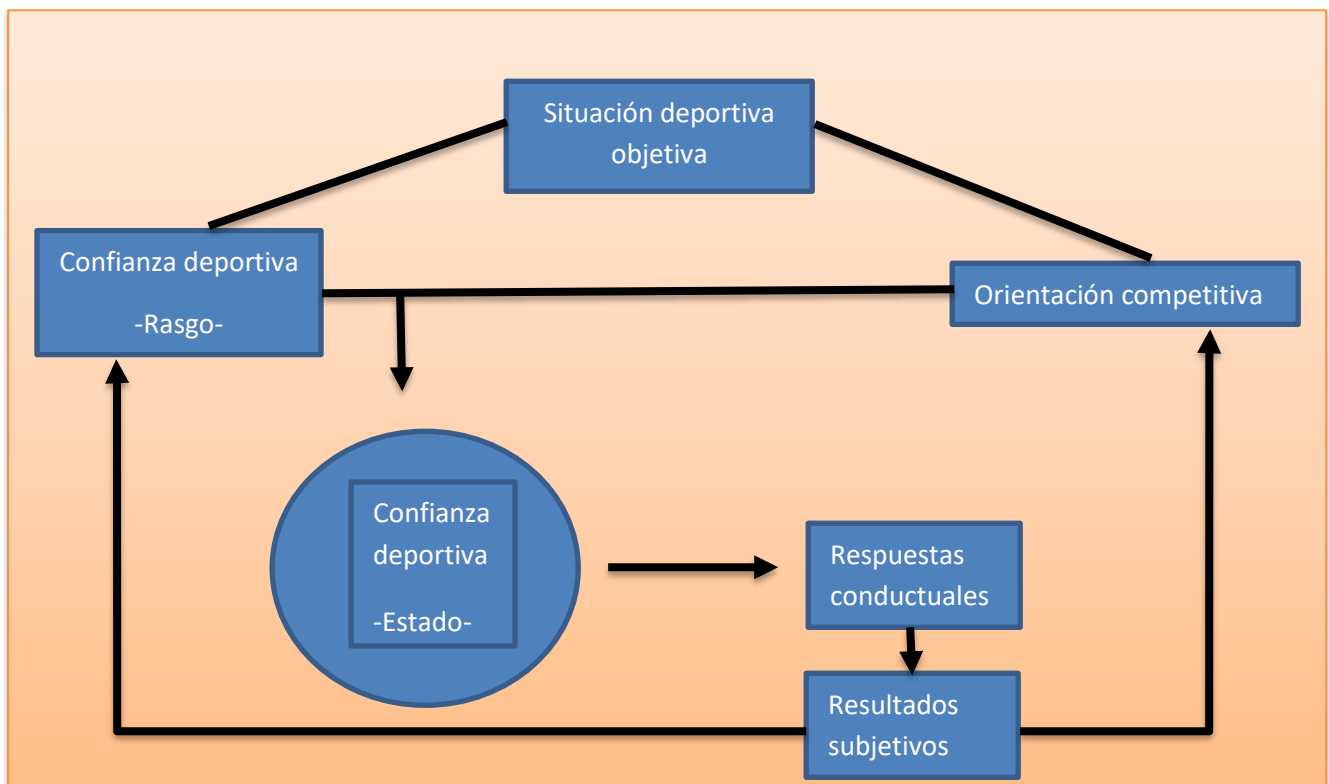 Situación deportiva
objetiva
Confianza deportiva
-Rasgo-
Orientación competitiva
Confianza
deportiva
-Estado-
Respuestas
conductuales
Resultados
subjetivos